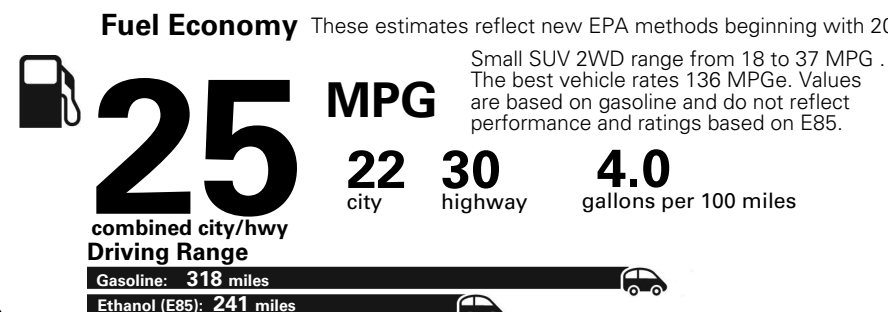 Fuel Economy These estimates reflect new EPA methods beginning with
Small SUV 2WD range from 18 to 37 MPG .
The best vehicle rates 136 MPGe. Values
are based on gasoline and do not reflect
performance and ratings based on E85.
25 MPG
22 30 4.0
city highway gallons per 100 miles
combined city/hwy
Driving Range
Gasoline: 318 miles
Ethanol (E85): 241 miles